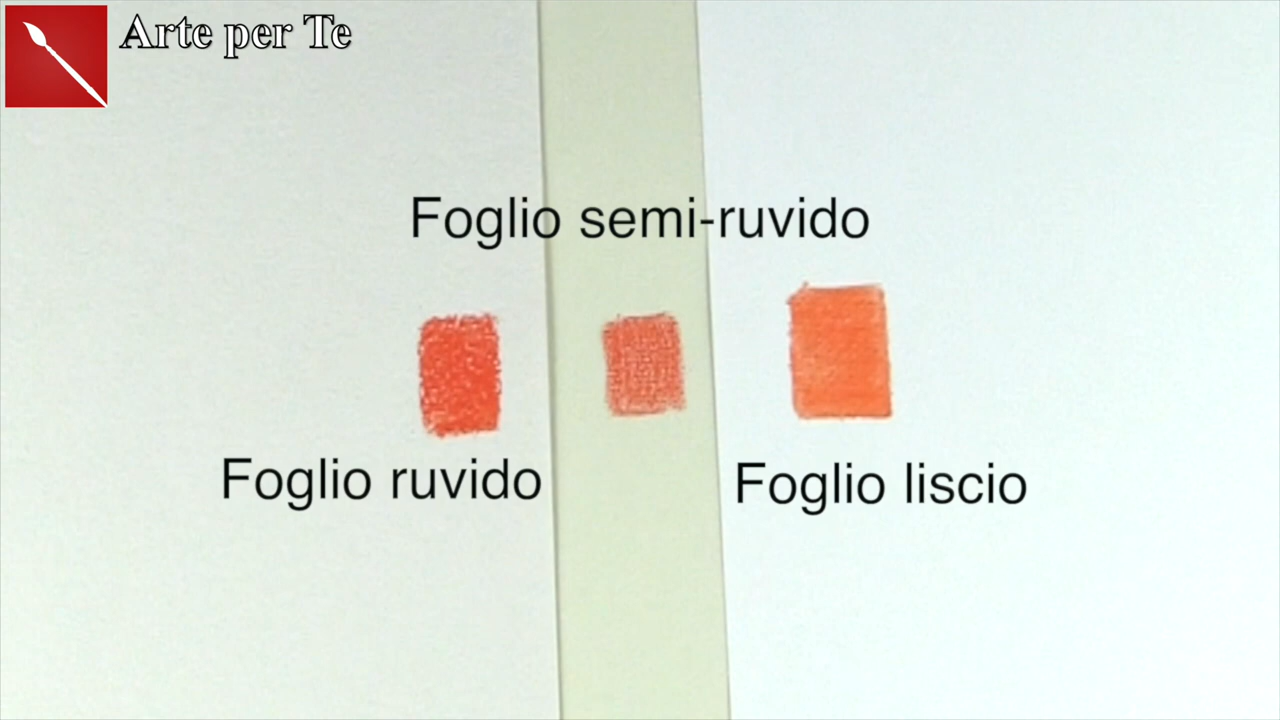 Arte per Te
Foglio semi-ruvido
Foglio ruvido
Foglio liscio